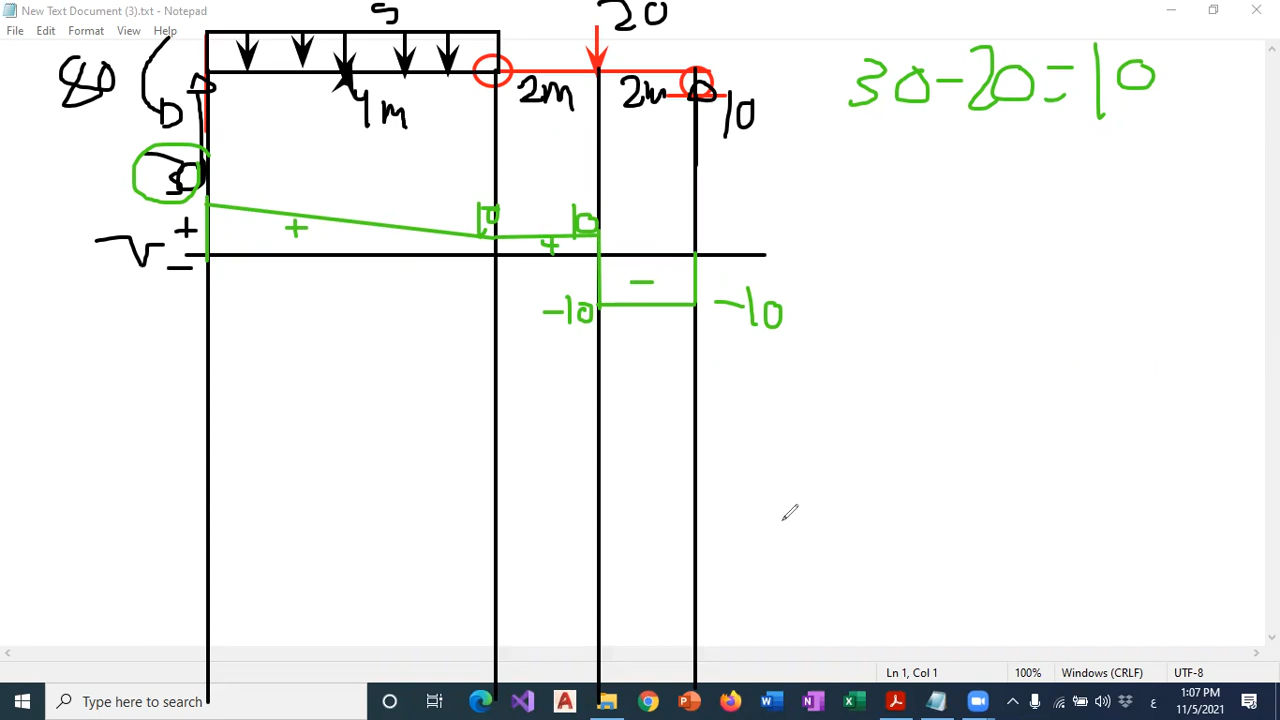 New Text Document (3).txt - Notepad
File Edit Format View Help
5
20
80
30-20=10
4m
2m
2m
10
30
+
V
-
+
10
+
10
-
-10
-10
Ln 1, Col 1
100%
Windows (CRLF)
UTF-8
Type here to search
ع
1:07 PM
11/5/2021